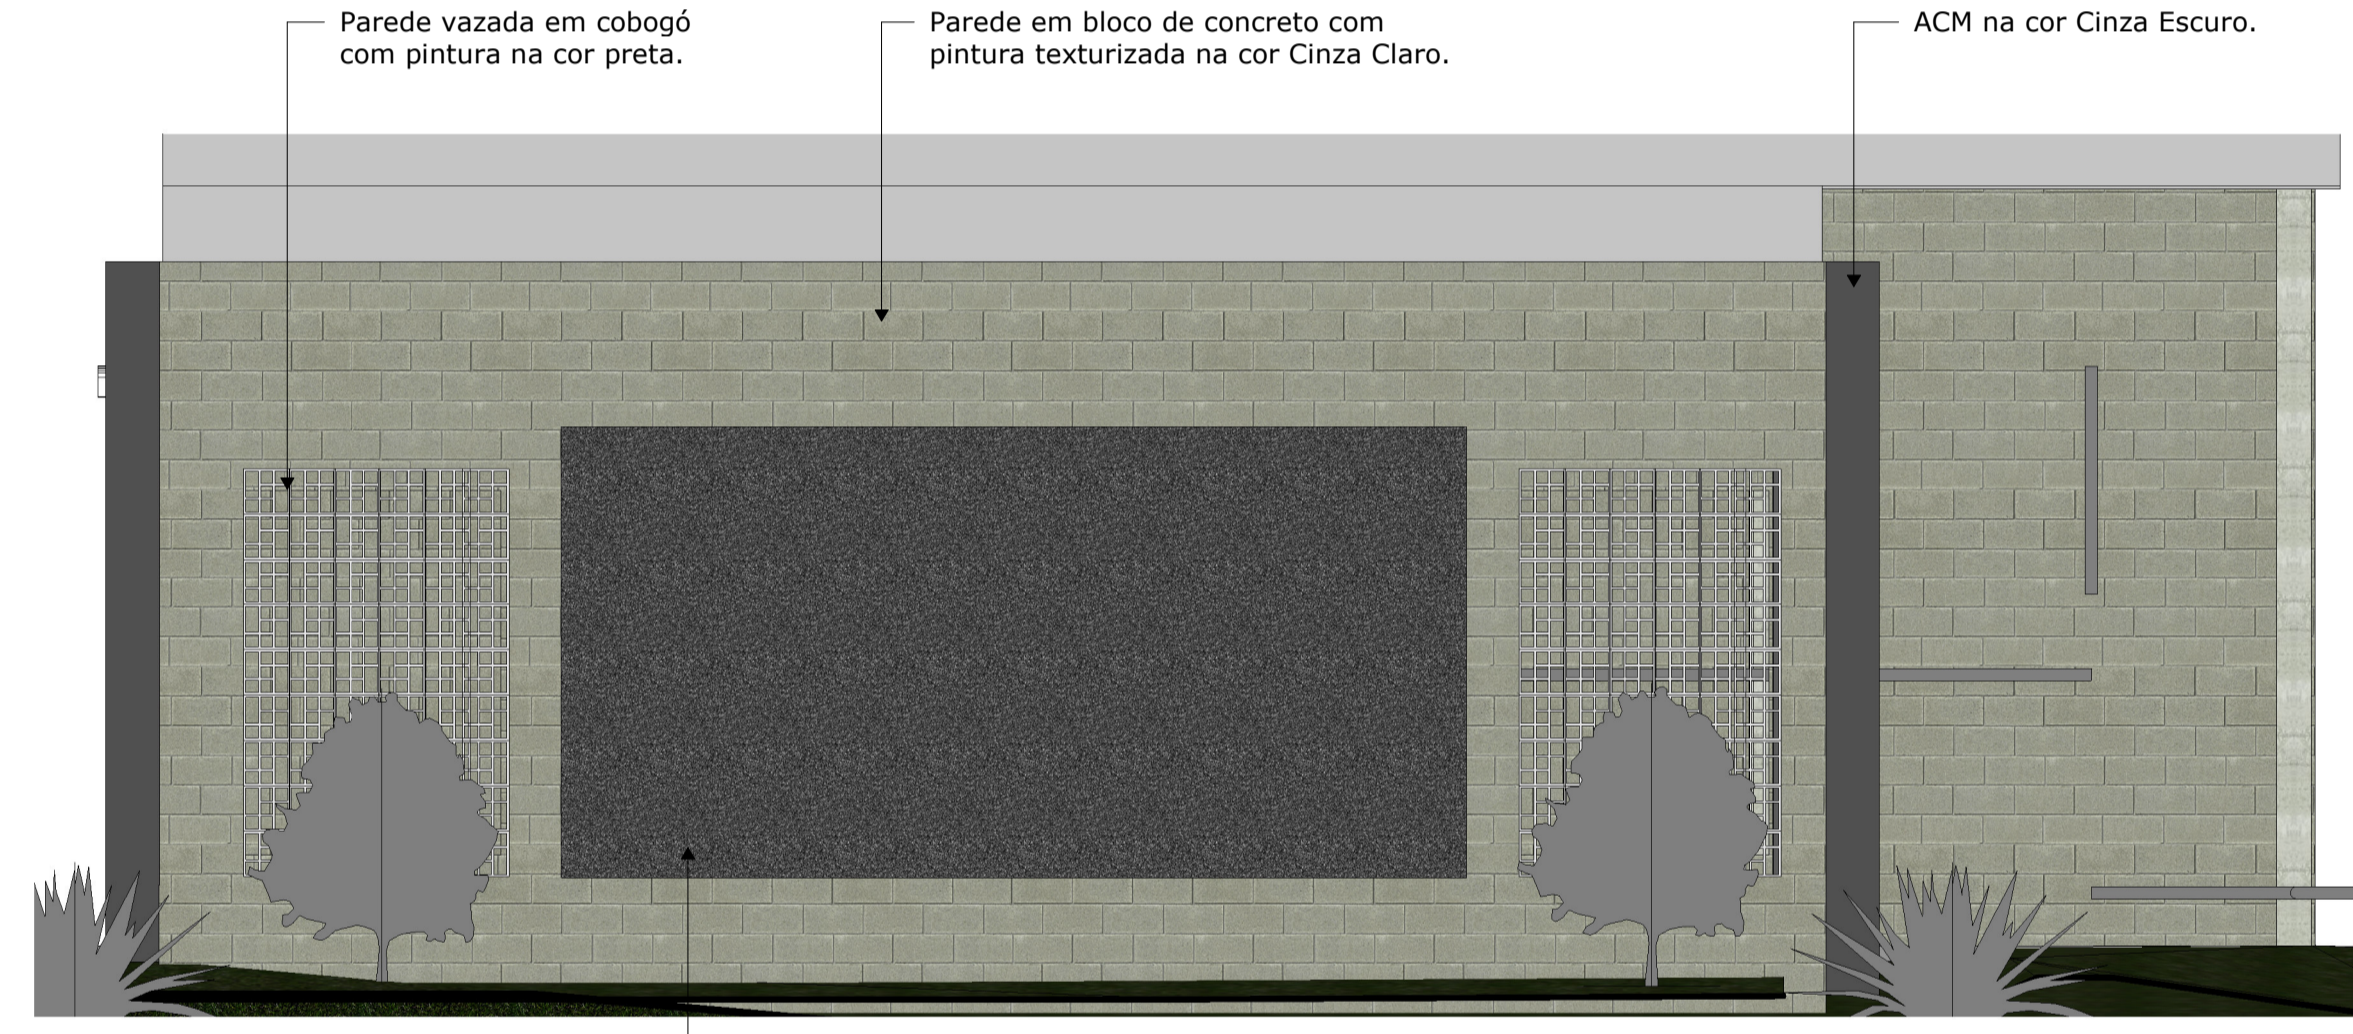 Parede vazada em cobogó
com pintura na cor preta.
Parede em bloco de concreto com
pintura texturizada na cor Cinza Claro.
ACM na cor Cinza Escuro.